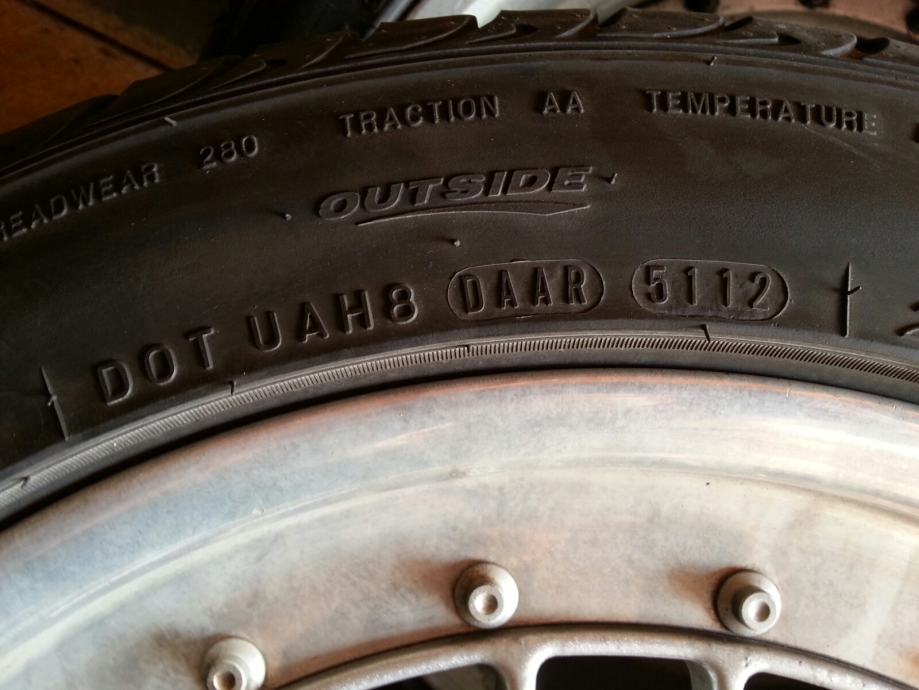 READWEAR 280 TRACTION AA TEMPERATURE
OUTSIDE
DOT UAH8 DAAR 5112